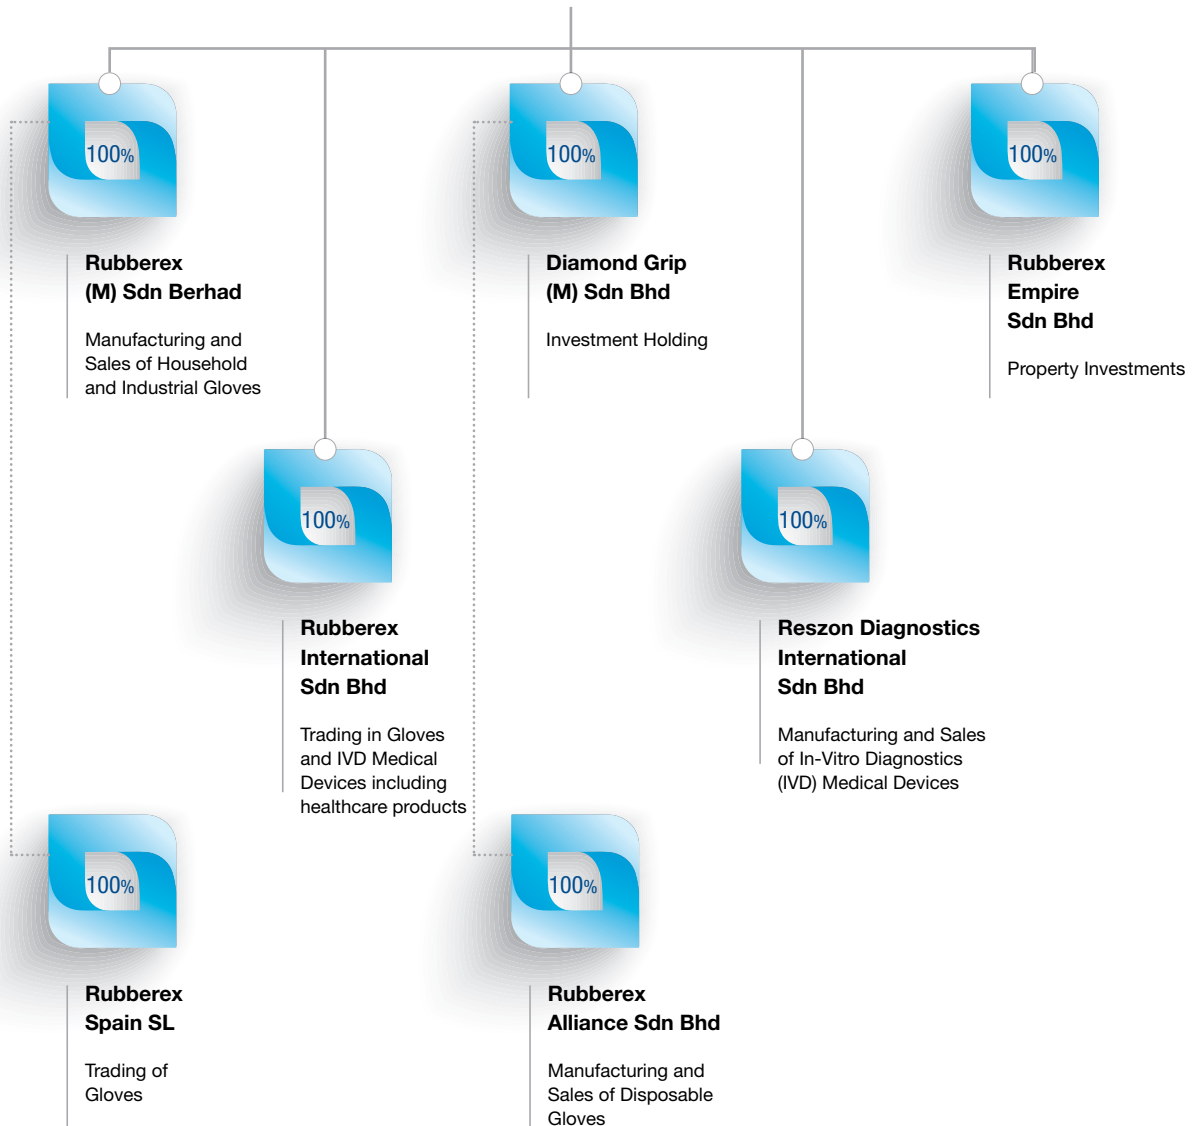 100%
Rubberex
(M) Sdn Berhad
Manufacturing and
Sales of Household
and Industrial Gloves
100%
Diamond Grip
(M) Sdn Bhd
Investment Holding
100%
Rubberex
Empire
Sdn Bhd
Property Investments
100%
Rubberex
International
Sdn Bhd
Trading in Gloves
and IVD Medical
Devices including
healthcare products
100%
Reszon Diagnostics
International
Sdn Bhd
Manufacturing and Sales
of In-Vitro Diagnostics
(IVD) Medical Devices
100%
Rubberex
Spain SL
Trading of
Gloves
100%
Rubberex
Alliance Sdn Bhd
Manufacturing and
Sales of Disposable
Gloves